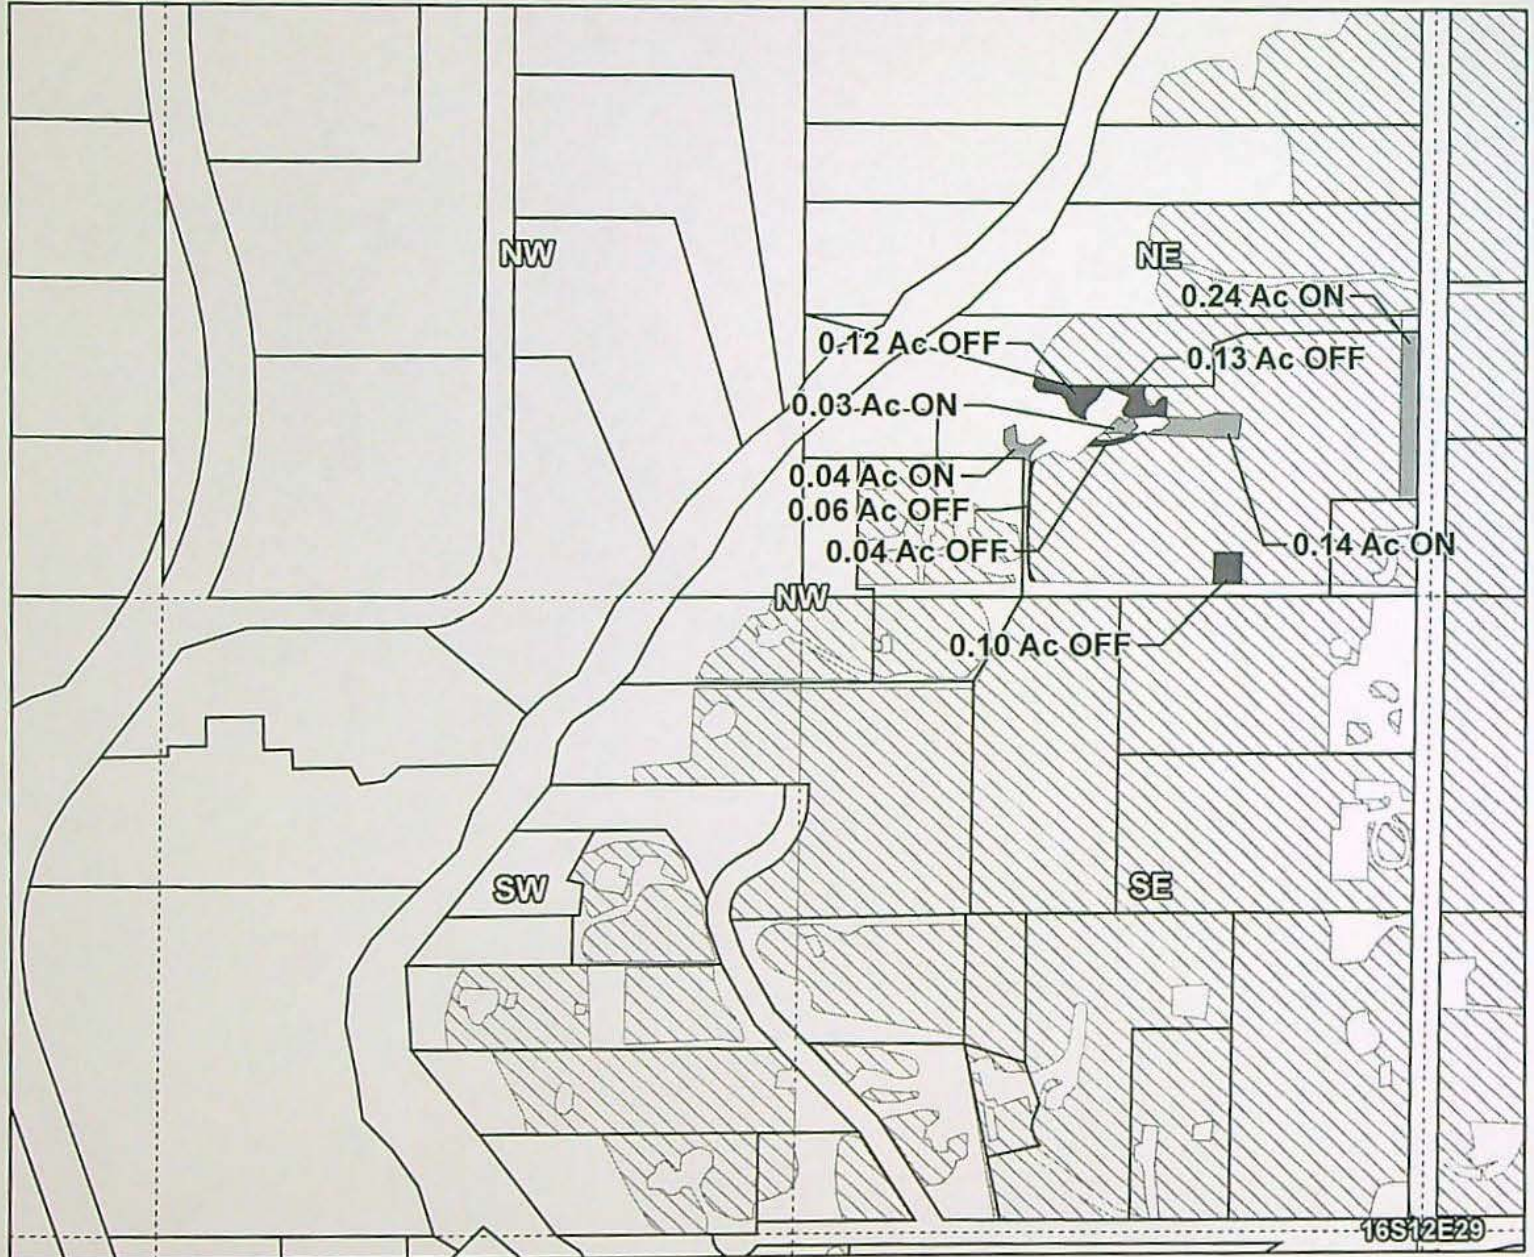 NW
NE
0.24 Ac ON
0.12 Ac OFF
0.13 Ac OFF
0.03 Ac ON
0.04 Ac ON
0.06 Ac OFF
0.04 Ac OFF
0.14 Ac ON
NW
0.10 Ac OFF
SW
SE
16S12E29